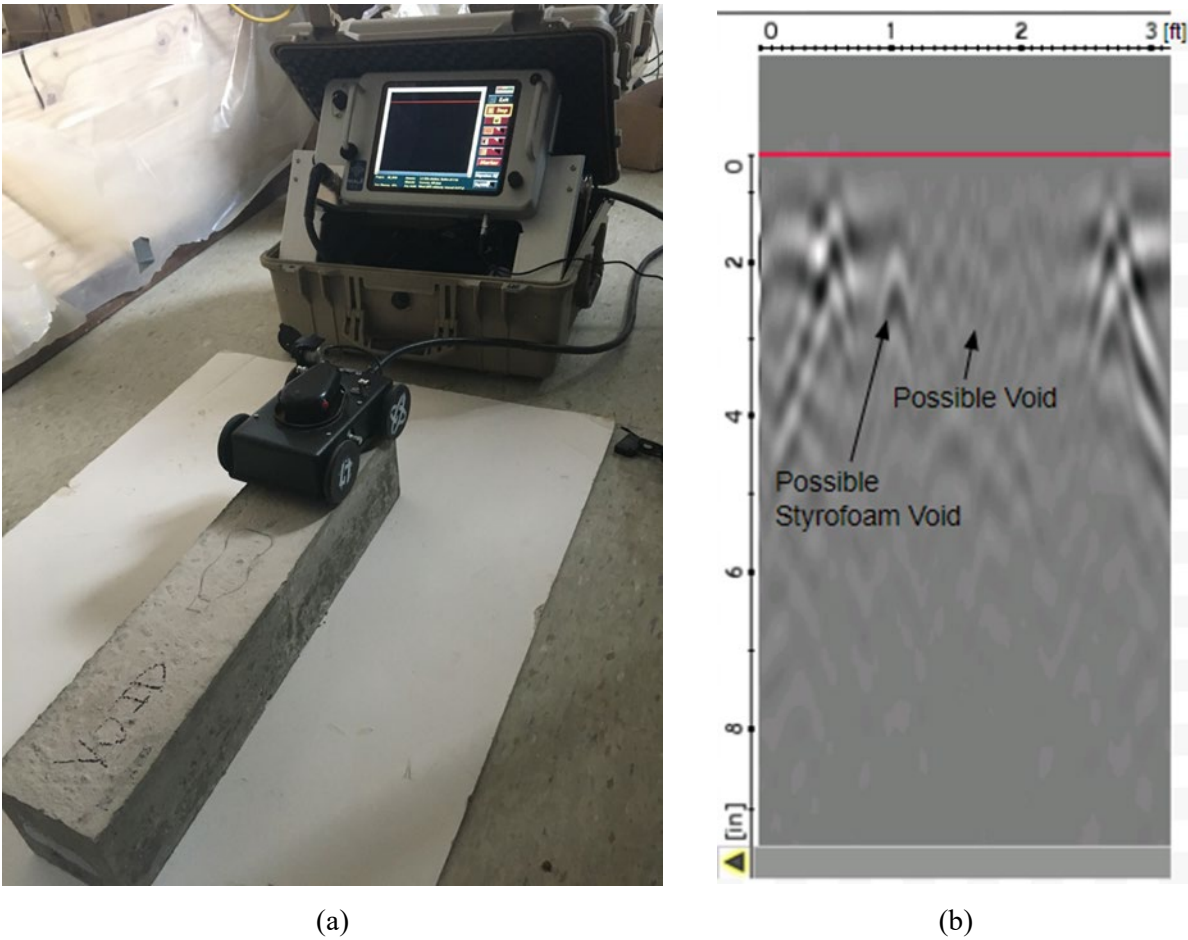 VOID
0 1 2 3 [ft]
0
2
4
6
8
[in]
Possible Void
Possible
Styrofoam Void
(a)
(b)